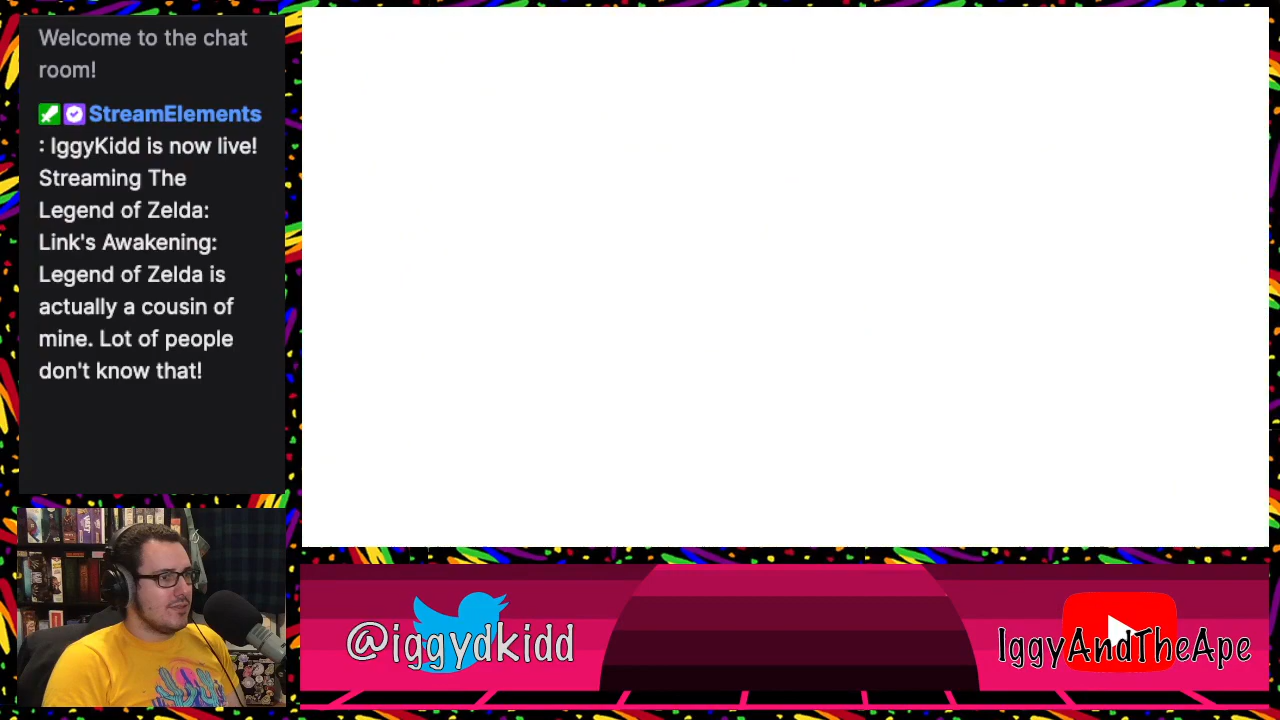 Welcome to the chat
room!
StreamElements
: IggyKidd is now live!
Streaming The
Legend of Zelda:
Link's Awakening:
Legend of Zelda is
actually a cousin of
mine. Lot of people
don't know that!
@iggydkidd
IggyAndTheApe